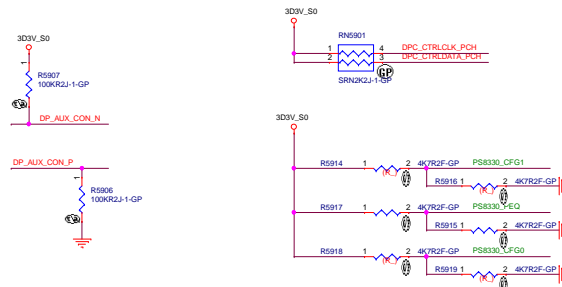 3D3V_S0
1
R5907
100KR2J-1-GP
DP_AUX_CON_N
DP_AUX_CON_P
1
R5906
100KR2J-1-GP
3D3V_S0
RN5901
1 4 DPC_CTRLCLK_PCH
2 3 DPC_CTRLDATA_PCH
SRN2K2J-1-GP
GP
3D3V_S0
R5914 1 2 4K7R2F-GP PS8330_CFG1
R5916 1 2 4K7R2F-GP
R5917 1 2 4K7R2F-GP PS8330_PEQ
R5915 1 2 4K7R2F-GP
R5918 1 2 4K7R2F-GP PS8330_CFG0
R5919 1 2 4K7R2F-GP